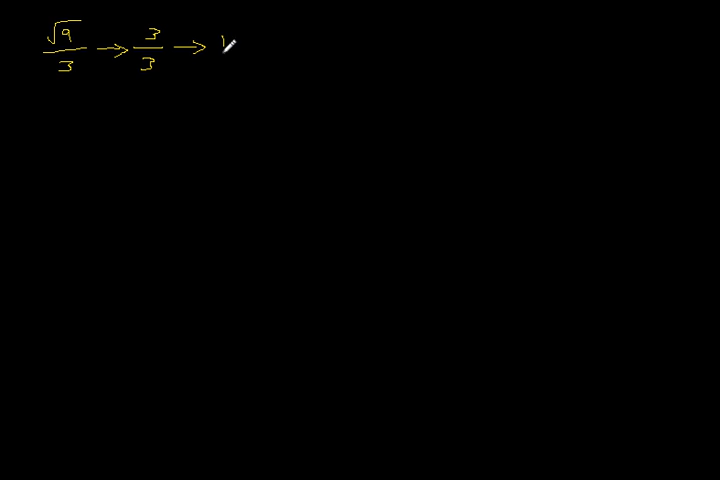 √9/3 → 3/3 → 1